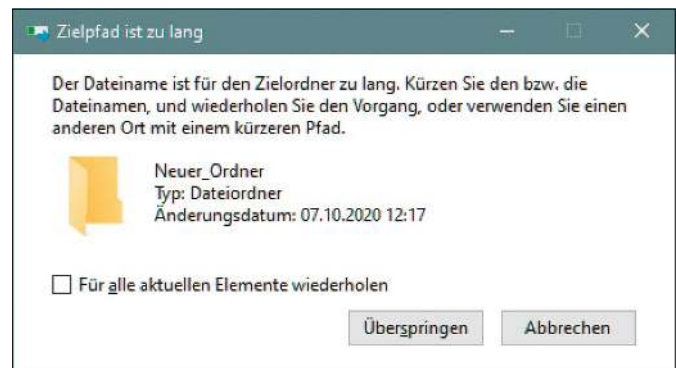 Zielpfad ist zu lang
Der Dateiname ist für den Zielordner zu lang. Kürzen Sie den bzw. die
Dateinamen, und wiederholen Sie den Vorgang, oder verwenden Sie einen
anderen Ort mit einem kürzeren Pfad.
Neuer_Ordner
Typ: Dateiordner
Änderungsdatum: 07.10.2020 12:17
Für alle aktuellen Elemente wiederholen
Überspringen Abbrechen